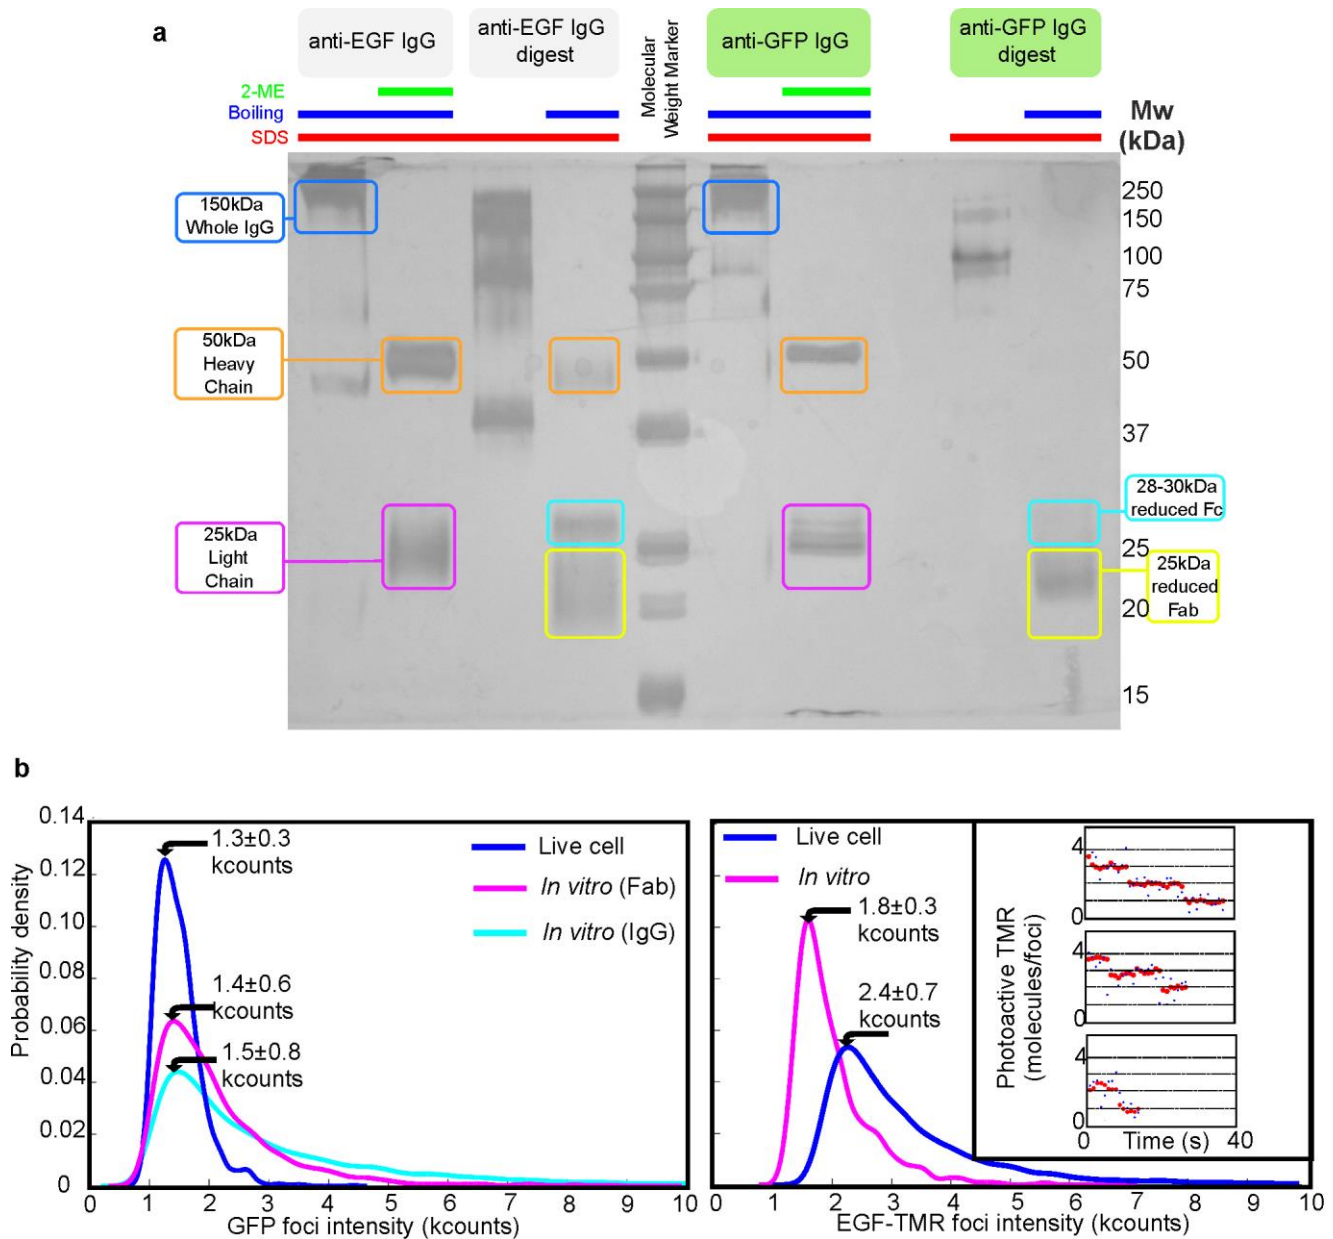 a
anti-EGF IgG
anti-EGF IgG
digest
Molecular
Weight Marker
anti-GFP IgG
anti-GFP IgG
digest
2-ME
Boiling
SDS
Mw
(kDa)
150kDa
Whole IgG
250
150
100
75
50kDa
Heavy
Chain
50
37
28-30kDa
reduced Fc
25kDa
Light
Chain
25
25kDa
reduced
Fab
20
15
b
Probability density
0.14
0.12
0.10
0.08
0.06
0.04
0.02
0
1.3±0.3
kcounts
1.4±0.6
kcounts
1.5±0.8
kcounts
Live cell
In vitro (Fab)
In vitro (IgG)
0 1 2 3 4 5 6 7 8 9 10
GFP foci intensity (kcounts)
Live cell
In vitro
1.8±0.3
kcounts
2.4±0.7
kcounts
Photoactive TMR
(molecules/foci)
4
0
4
0
4
0
0 Time (s) 40
0 1 2 3 4 5 6 7 8 9 10
EGF-TMR foci intensity (kcounts)